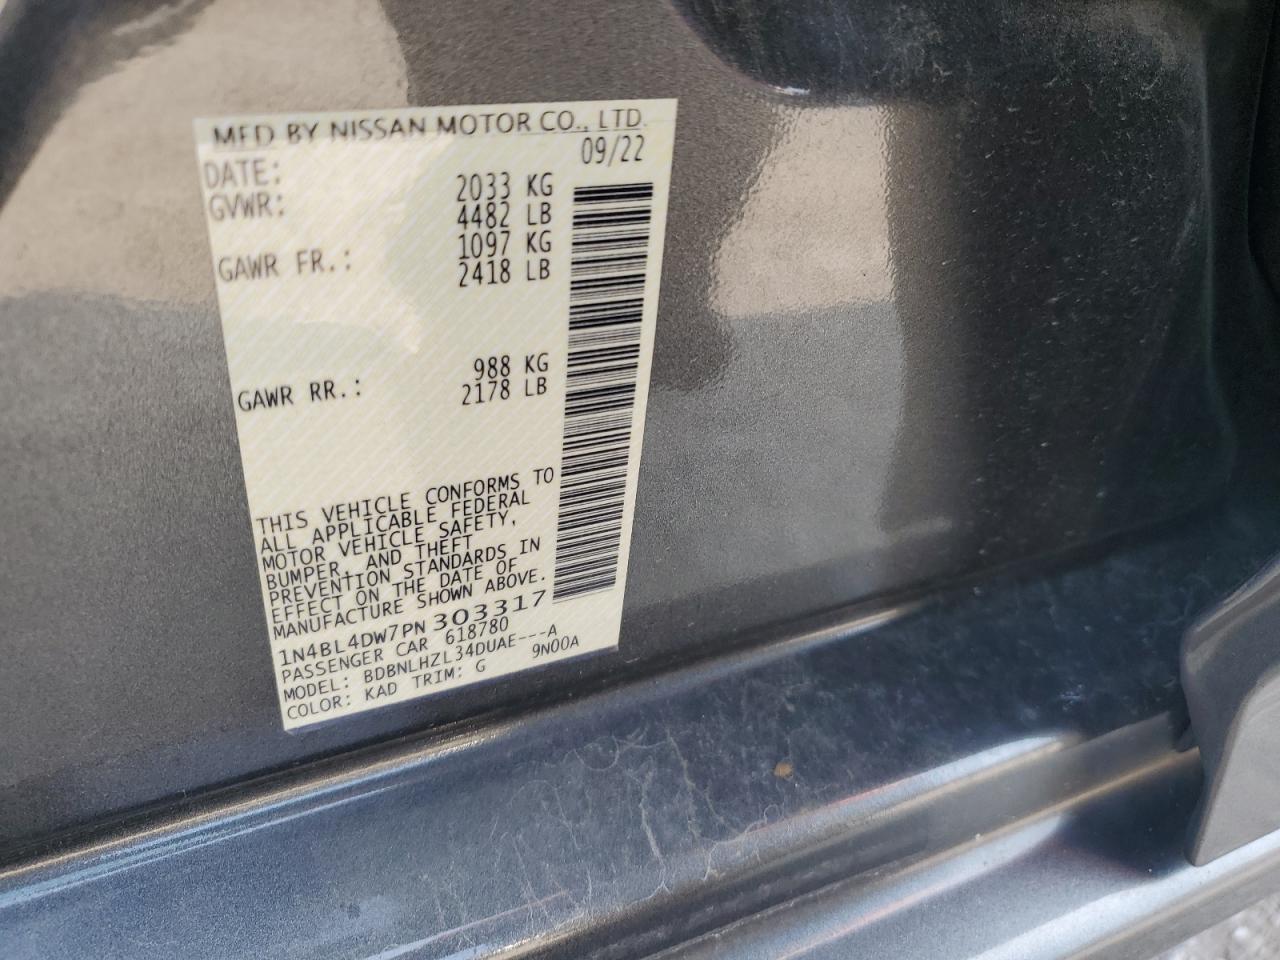 MFD BY NISSAN MOTOR CO., LTD.
DATE: 09/22
GVWR: 2033 KG
4482 LB
GAWR FR.: 1097 KG
2418 LB
GAWR RR.: 988 KG
2178 LB
THIS VEHICLE CONFORMS TO
ALL APPLICABLE FEDERAL
MOTOR VEHICLE SAFETY,
BUMPER, AND THEFT
PREVENTION STANDARDS IN
EFFECT ON THE DATE OF
MANUFACTURE SHOWN ABOVE.
1N4BL4DW7PN303317
PASSENGER CAR 618780
MODEL: BDBNLHZL34DUAE---A
COLOR: KAD TRIM: G 9N00A